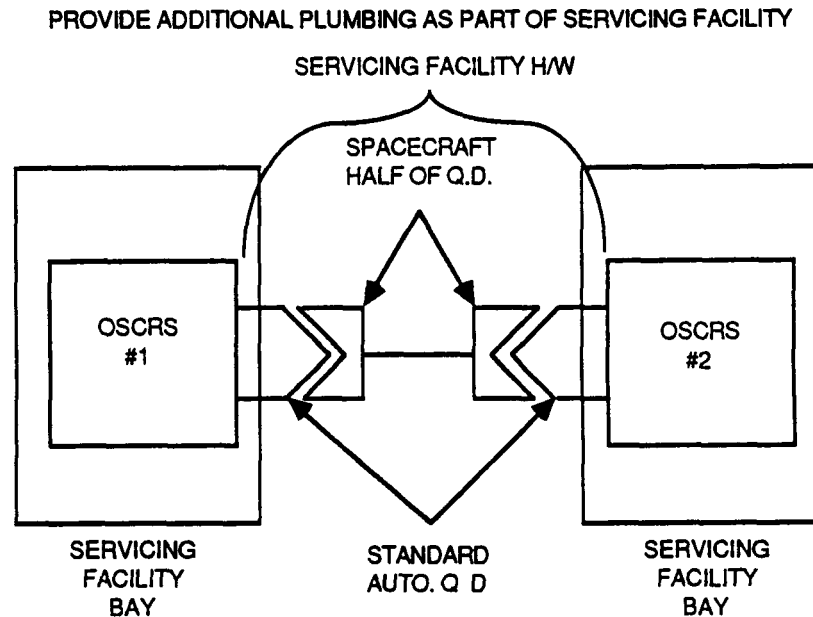 PROVIDE ADDITIONAL PLUMBING AS PART OF SERVICING FACILITY
SERVICING FACILITY H/W
SPACECRAFT
HALF OF Q.D.
OSCRS
#1
OSCRS
#2
SERVICING
FACILITY
BAY
STANDARD
AUTO. Q D
SERVICING
FACILITY
BAY